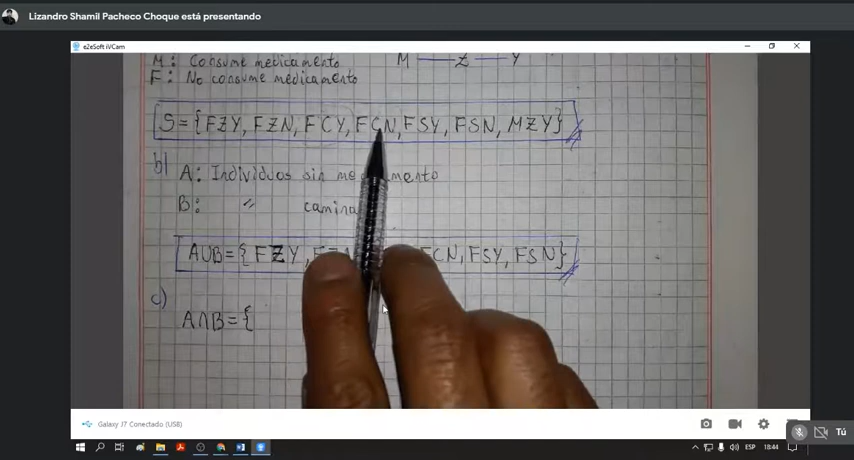 Lizandro Shamil Pacheco Choque está presentando
e2eSoft iVCam
M: Consume medicamento
M Z Y
F: No consume medicamento
S = {FZY, FZN, FCY, FCN, FSY, FSN, MZY}
b) A: Individuos sin
B: " camina
AUB = {FZY, FCN, FSY, FSN}
c)
A∩B = {
Galaxy J7 Conectado (USB)
Tú
ESP 18:44